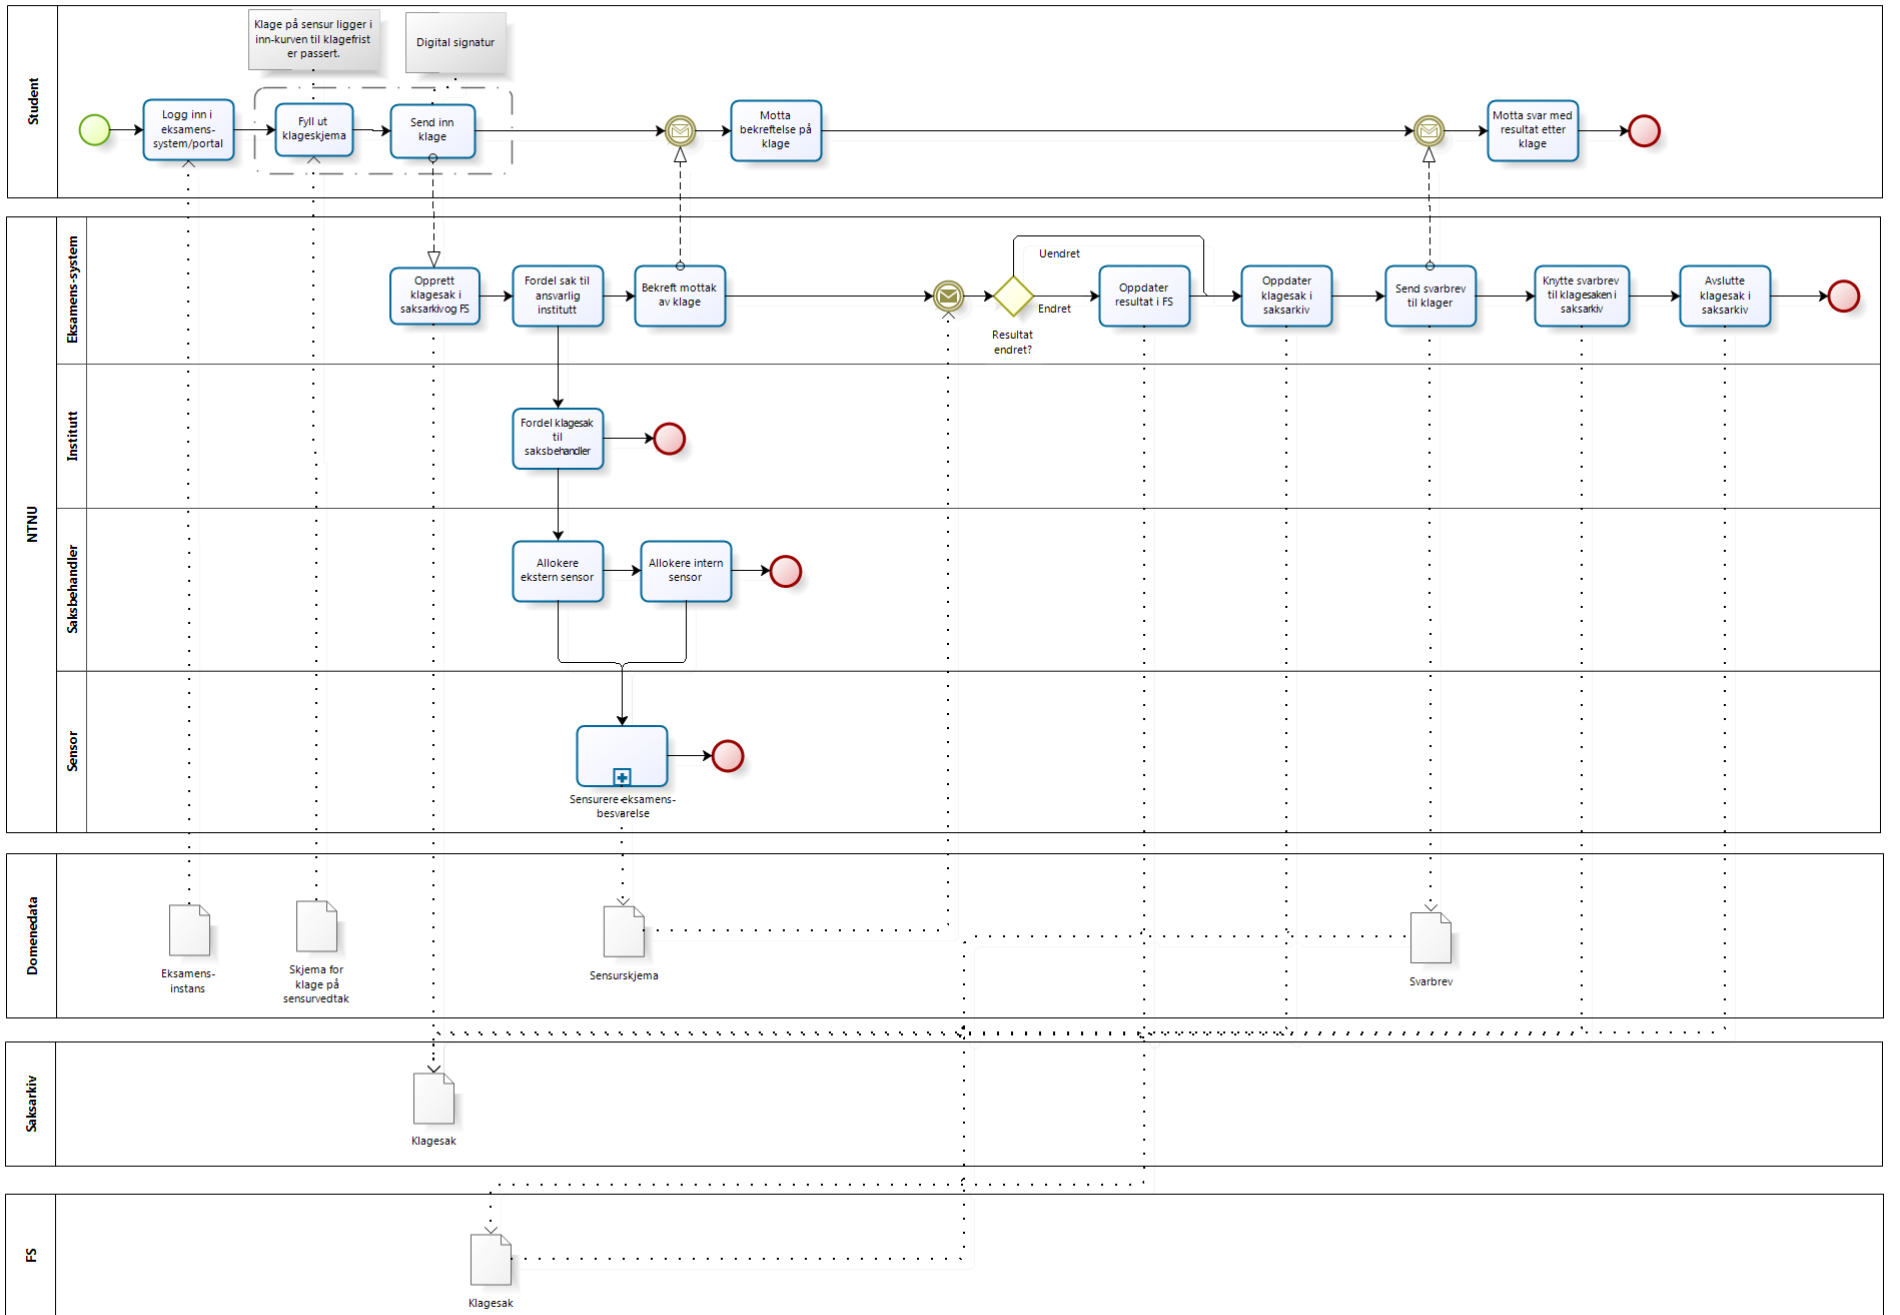 Student
Klage på sensur ligger i
inn-kurven til klagefrist
er passert.
Digital signatur
Logg inn i
eksamens-
system/portal
Fyll ut
klageskjema
Send inn
klage
Motta
bekreftelse på
klage
Motta svar med
resultat etter
klage
NTNU
Eksamens-system
Opprett
klagesak i
saksarkivog FS
Fordel sak til
ansvarlig
institutt
Bekreft mottak
av klage
Uendret
Endret
Resultat
endret?
Oppdater
resultat i FS
Oppdater
klagesak i
saksarkiv
Send svarbrev
til klager
Knytte svarbrev
til klagesaken i
saksarkiv
Avslutte
klagesak i
saksarkiv
Institutt
Fordel klagesak
til
saksbehandler
Saksbehandler
Allokere
ekstern sensor
Allokere intern
sensor
Sensor
Sensurere eksamens-
besvarelse
Domenedata
Eksamens-
instans
Skjema for
klage på
sensurvedtak
Sensurskjema
Svarbrev
Saksarkiv
Klagesak
FS
Klagesak